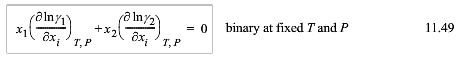 x₁(∂lnγ₁/∂xᵢ)T,P + x₂(∂lnγ₂/∂xᵢ)T,P = 0 binary at fixed T and P 11.49